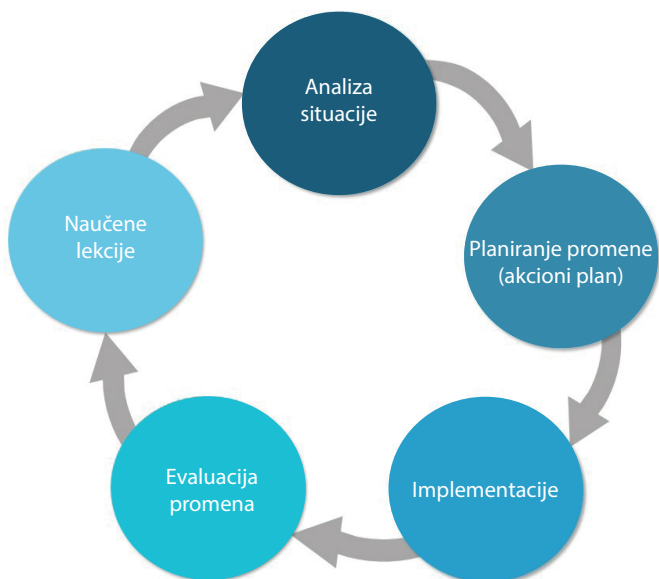 Analiza
situacije
Planiranje promene
(akcioni plan)
Implementacije
Evaluacija
promena
Naučene
lekcije